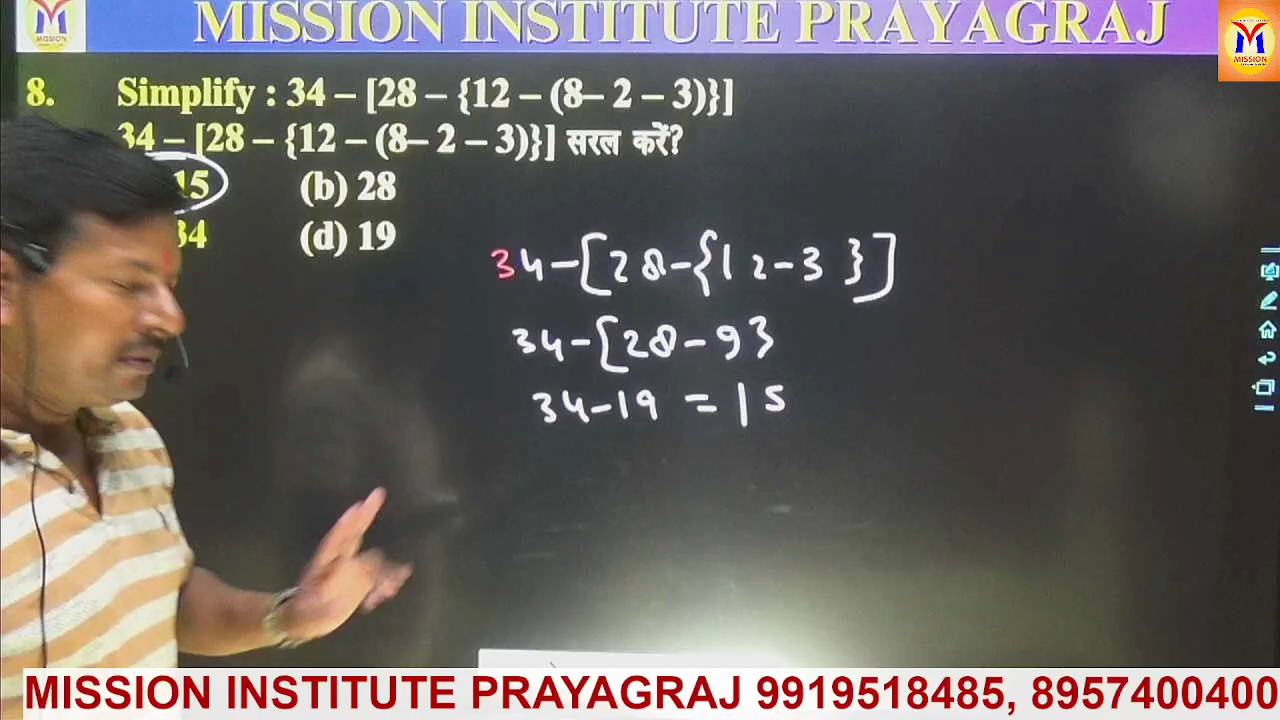 MISSION INSTITUTE PRAYAGRAJ
MISSION
MISSION
8. Simplify : 34 – [28 – {12 – (8– 2 – 3)}]
34 – [28 – {12 – (8– 2 – 3)}] सरल करें?
15 (b) 28
34 (d) 19
34-[28-{12-3}]
34-[28-9}
34-19 = 15
MISSION INSTITUTE PRAYAGRAJ 9919518485, 8957400400